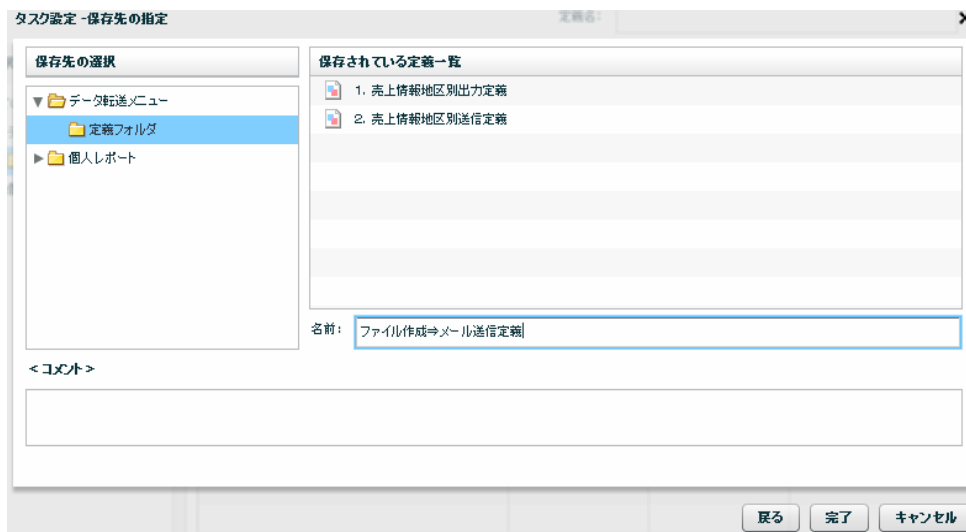 タスク設定 -保存先の指定
定義名:
保存先の選択
データ転送メニュー
定義フォルダ
個人レポート
保存されている定義一覧
1. 売上情報地区別出力定義
2. 売上情報地区別送信定義
名前:
ファイル作成⇒メール送信定義
<コメント>
戻る
完了
キャンセル